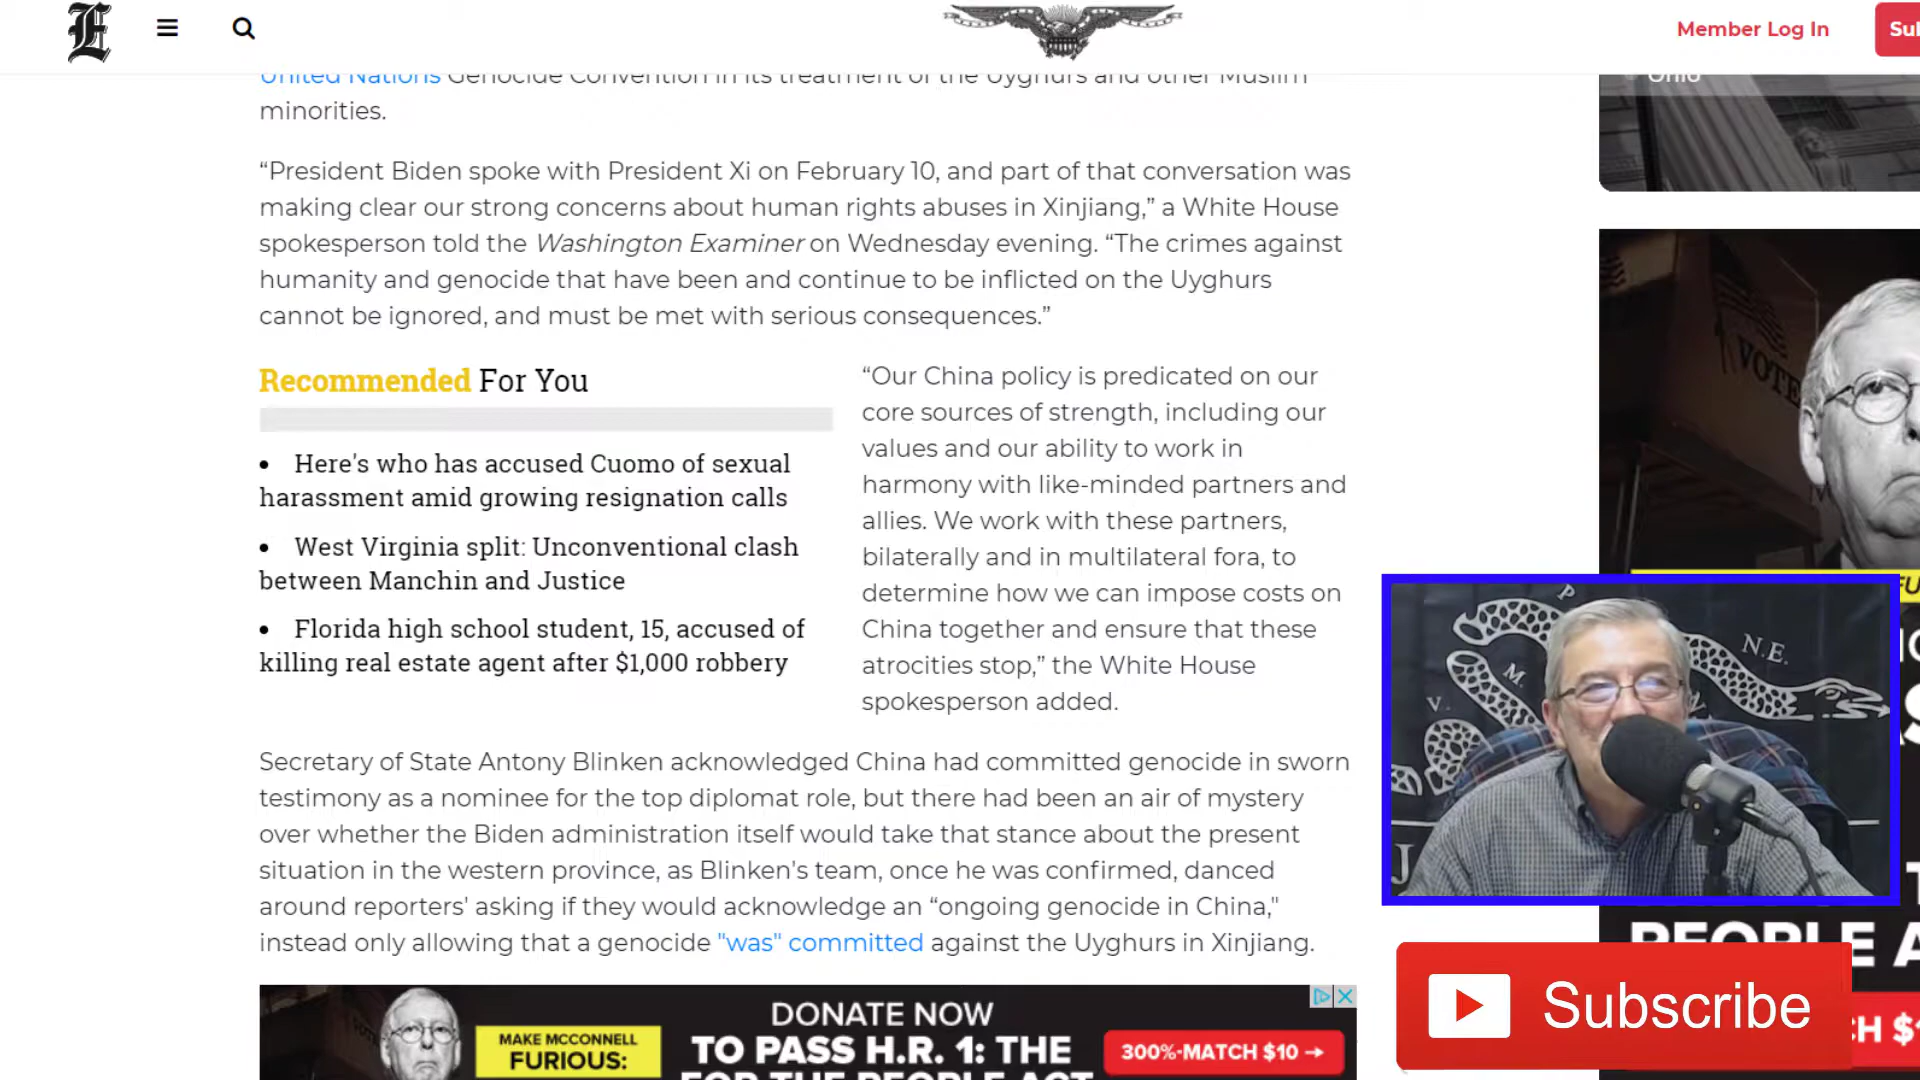 E
Member Log In
Sul
United Nations Genocide Convention in its treatment of the Uyghurs and other Muslim
minorities.
Ohio
“President Biden spoke with President Xi on February 10, and part of that conversation was
making clear our strong concerns about human rights abuses in Xinjiang,” a White House
spokesperson told the Washington Examiner on Wednesday evening. “The crimes against
humanity and genocide that have been and continue to be inflicted on the Uyghurs
cannot be ignored, and must be met with serious consequences.”
VOTE
Recommended For You
Here's who has accused Cuomo of sexual
harassment amid growing resignation calls
West Virginia split: Unconventional clash
between Manchin and Justice
Florida high school student, 15, accused of
killing real estate agent after $1,000 robbery
“Our China policy is predicated on our
core sources of strength, including our
values and our ability to work in
harmony with like-minded partners and
allies. We work with these partners,
bilaterally and in multilateral fora, to
determine how we can impose costs on
China together and ensure that these
atrocities stop,” the White House
spokesperson added.
FU
P
N.E.
M.
V.
J
Secretary of State Antony Blinken acknowledged China had committed genocide in sworn
testimony as a nominee for the top diplomat role, but there had been an air of mystery
over whether the Biden administration itself would take that stance about the present
situation in the western province, as Blinken's team, once he was confirmed, danced
around reporters' asking if they would acknowledge an “ongoing genocide in China,"
instead only allowing that a genocide "was" committed against the Uyghurs in Xinjiang.
PEOPLE A
Subscribe
CH $1
MAKE MCCONNELL
FURIOUS:
DONATE NOW
TO PASS H.R. 1: THE
FOR THE PEOPLE ACT
300%-MATCH $10 →